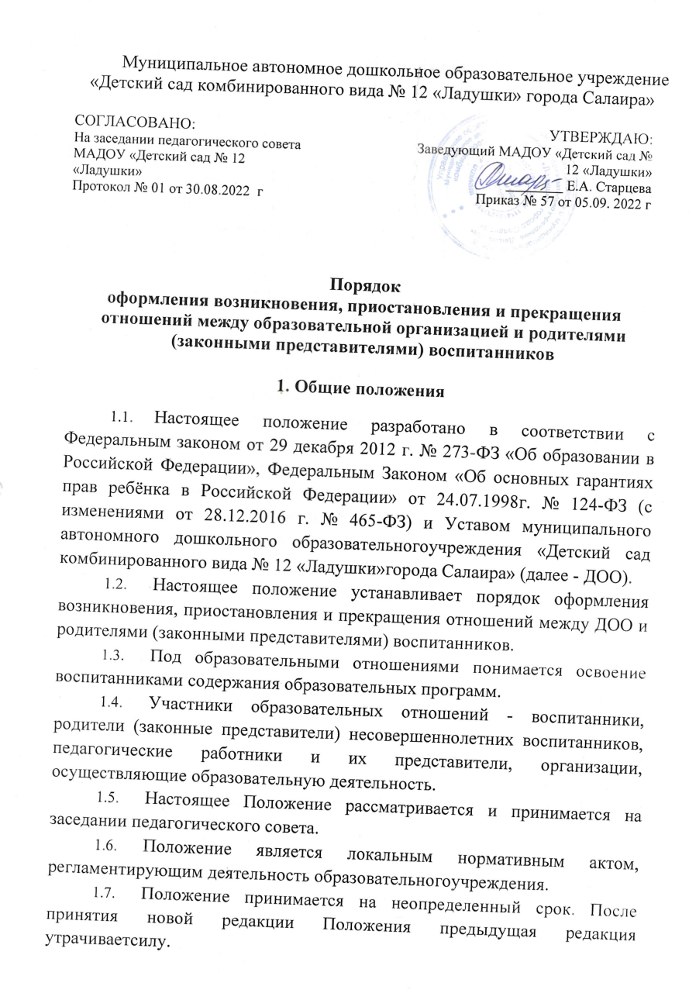 Муниципальное автономное дошкольное образовательное учреждение
«Детский сад комбинированного вида № 12 «Ладушки» города Салаира»
СОГЛАСОВАНО:
На заседании педагогического совета
МАДОУ «Детский сад № 12
«Ладушки»
Протокол № 01 от 30.08.2022 г
УТВЕРЖДАЮ:
Заведующий МАДОУ «Детский сад №
12 «Ладушки»
________ Е.А. Старцева
Приказ № 57 от 05.09. 2022 г
Порядок
оформления возникновения, приостановления и прекращения
отношений между образовательной организацией и родителями
(законными представителями) воспитанников
1. Общие положения
1.1. Настоящее положение разработано в соответствии с
Федеральным законом от 29 декабря 2012 г. № 273-ФЗ «Об образовании в
Российской Федерации», Федеральным Законом «Об основных гарантиях
прав ребёнка в Российской Федерации» от 24.07.1998г. № 124-ФЗ (с
изменениями от 28.12.2016 г. № 465-ФЗ) и Уставом муниципального
автономного дошкольного образовательногоучреждения «Детский сад
комбинированного вида № 12 «Ладушки»города Салаира» (далее - ДОО).
1.2. Настоящее положение устанавливает порядок оформления
возникновения, приостановления и прекращения отношений между ДОО и
родителями (законными представителями) воспитанников.
1.3. Под образовательными отношениями понимается освоение
воспитанниками содержания образовательных программ.
1.4. Участники образовательных отношений - воспитанники,
родители (законные представители) несовершеннолетних воспитанников,
педагогические работники и их представители, организации,
осуществляющие образовательную деятельность.
1.5. Настоящее Положение рассматривается и принимается на
заседании педагогического совета.
1.6. Положение является локальным нормативным актом,
регламентирующим деятельность образовательногоучреждения.
1.7. Положение принимается на неопределенный срок. После
принятия новой редакции Положения предыдущая редакция
утрачиваетсилу.